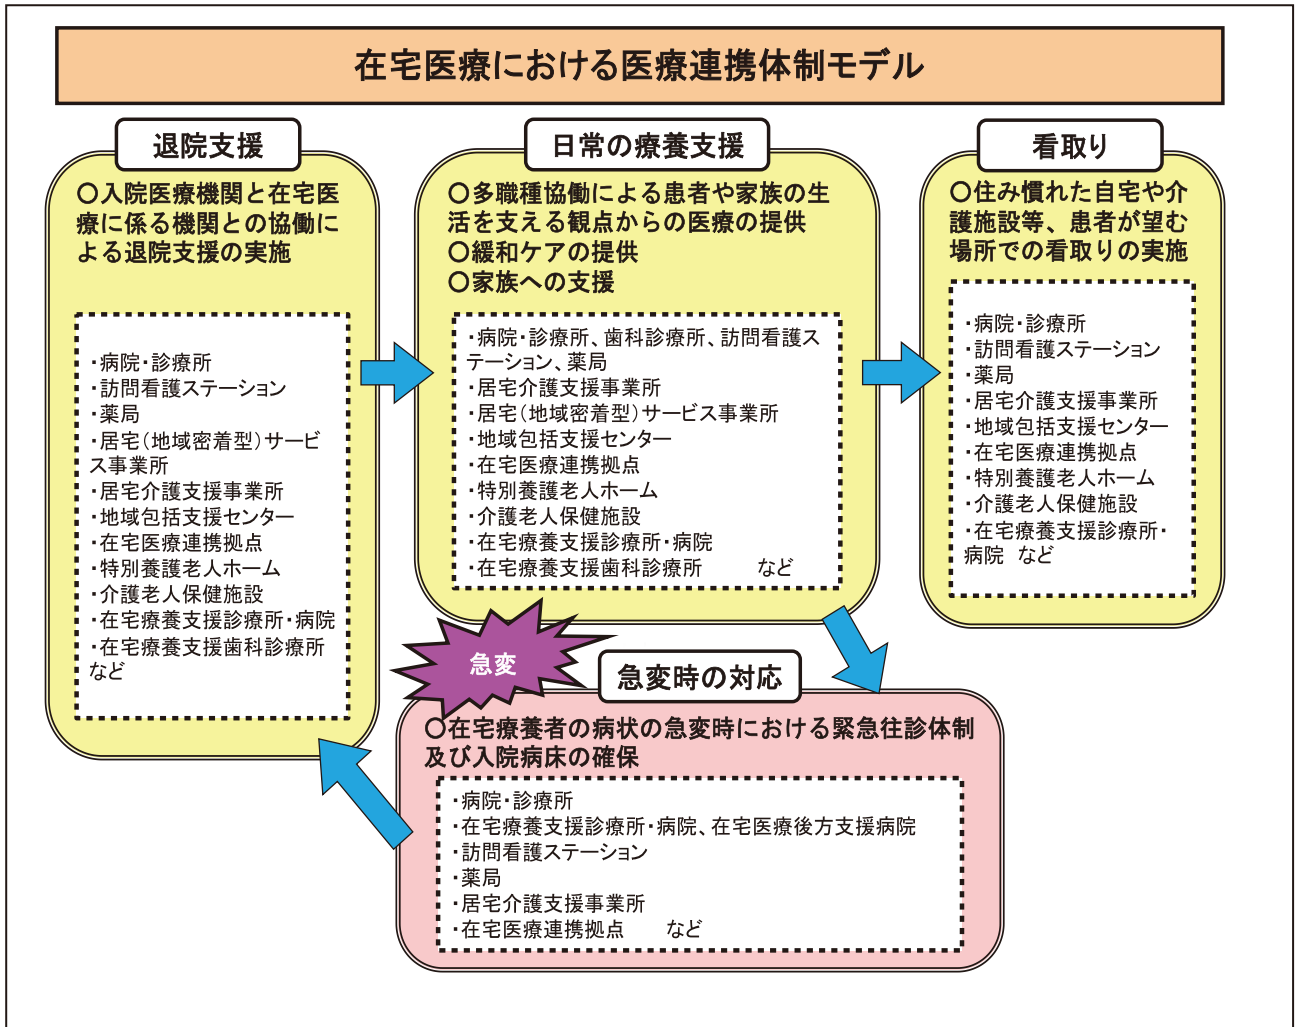 在宅医療における医療連携体制モデル
退院支援
〇入院医療機関と在宅医
療に係る機関との協働に
よる退院支援の実施
・病院・診療所
・訪問看護ステーション
・薬局
・居宅(地域密着型)サービ
ス事業所
・居宅介護支援事業所
・地域包括支援センター
・在宅医療連携拠点
・特別養護老人ホーム
・介護老人保健施設
・在宅療養支援診療所・病院
・在宅療養支援歯科診療所
など
日常の療養支援
〇多職種協働による患者や家族の生
活を支える観点からの医療の提供
〇緩和ケアの提供
〇家族への支援
・病院・診療所、歯科診療所、訪問看護ス
テーション、薬局
・居宅介護支援事業所
・居宅(地域密着型)サービス事業所
・地域包括支援センター
・在宅医療連携拠点
・特別養護老人ホーム
・介護老人保健施設
・在宅療養支援診療所・病院
・在宅療養支援歯科診療所　　など
看取り
〇住み慣れた自宅や介
護施設等、患者が望む
場所での看取りの実施
・病院・診療所
・訪問看護ステーション
・薬局
・居宅介護支援事業所
・地域包括支援センター
・在宅医療連携拠点
・特別養護老人ホーム
・介護老人保健施設
・在宅療養支援診療所・
病院　など
急変
急変時の対応
〇在宅療養者の病状の急変時における緊急往診体制
及び入院病床の確保
・病院・診療所
・在宅療養支援診療所・病院、在宅医療後方支援病院
・訪問看護ステーション
・薬局
・居宅介護支援事業所
・在宅医療連携拠点　　など